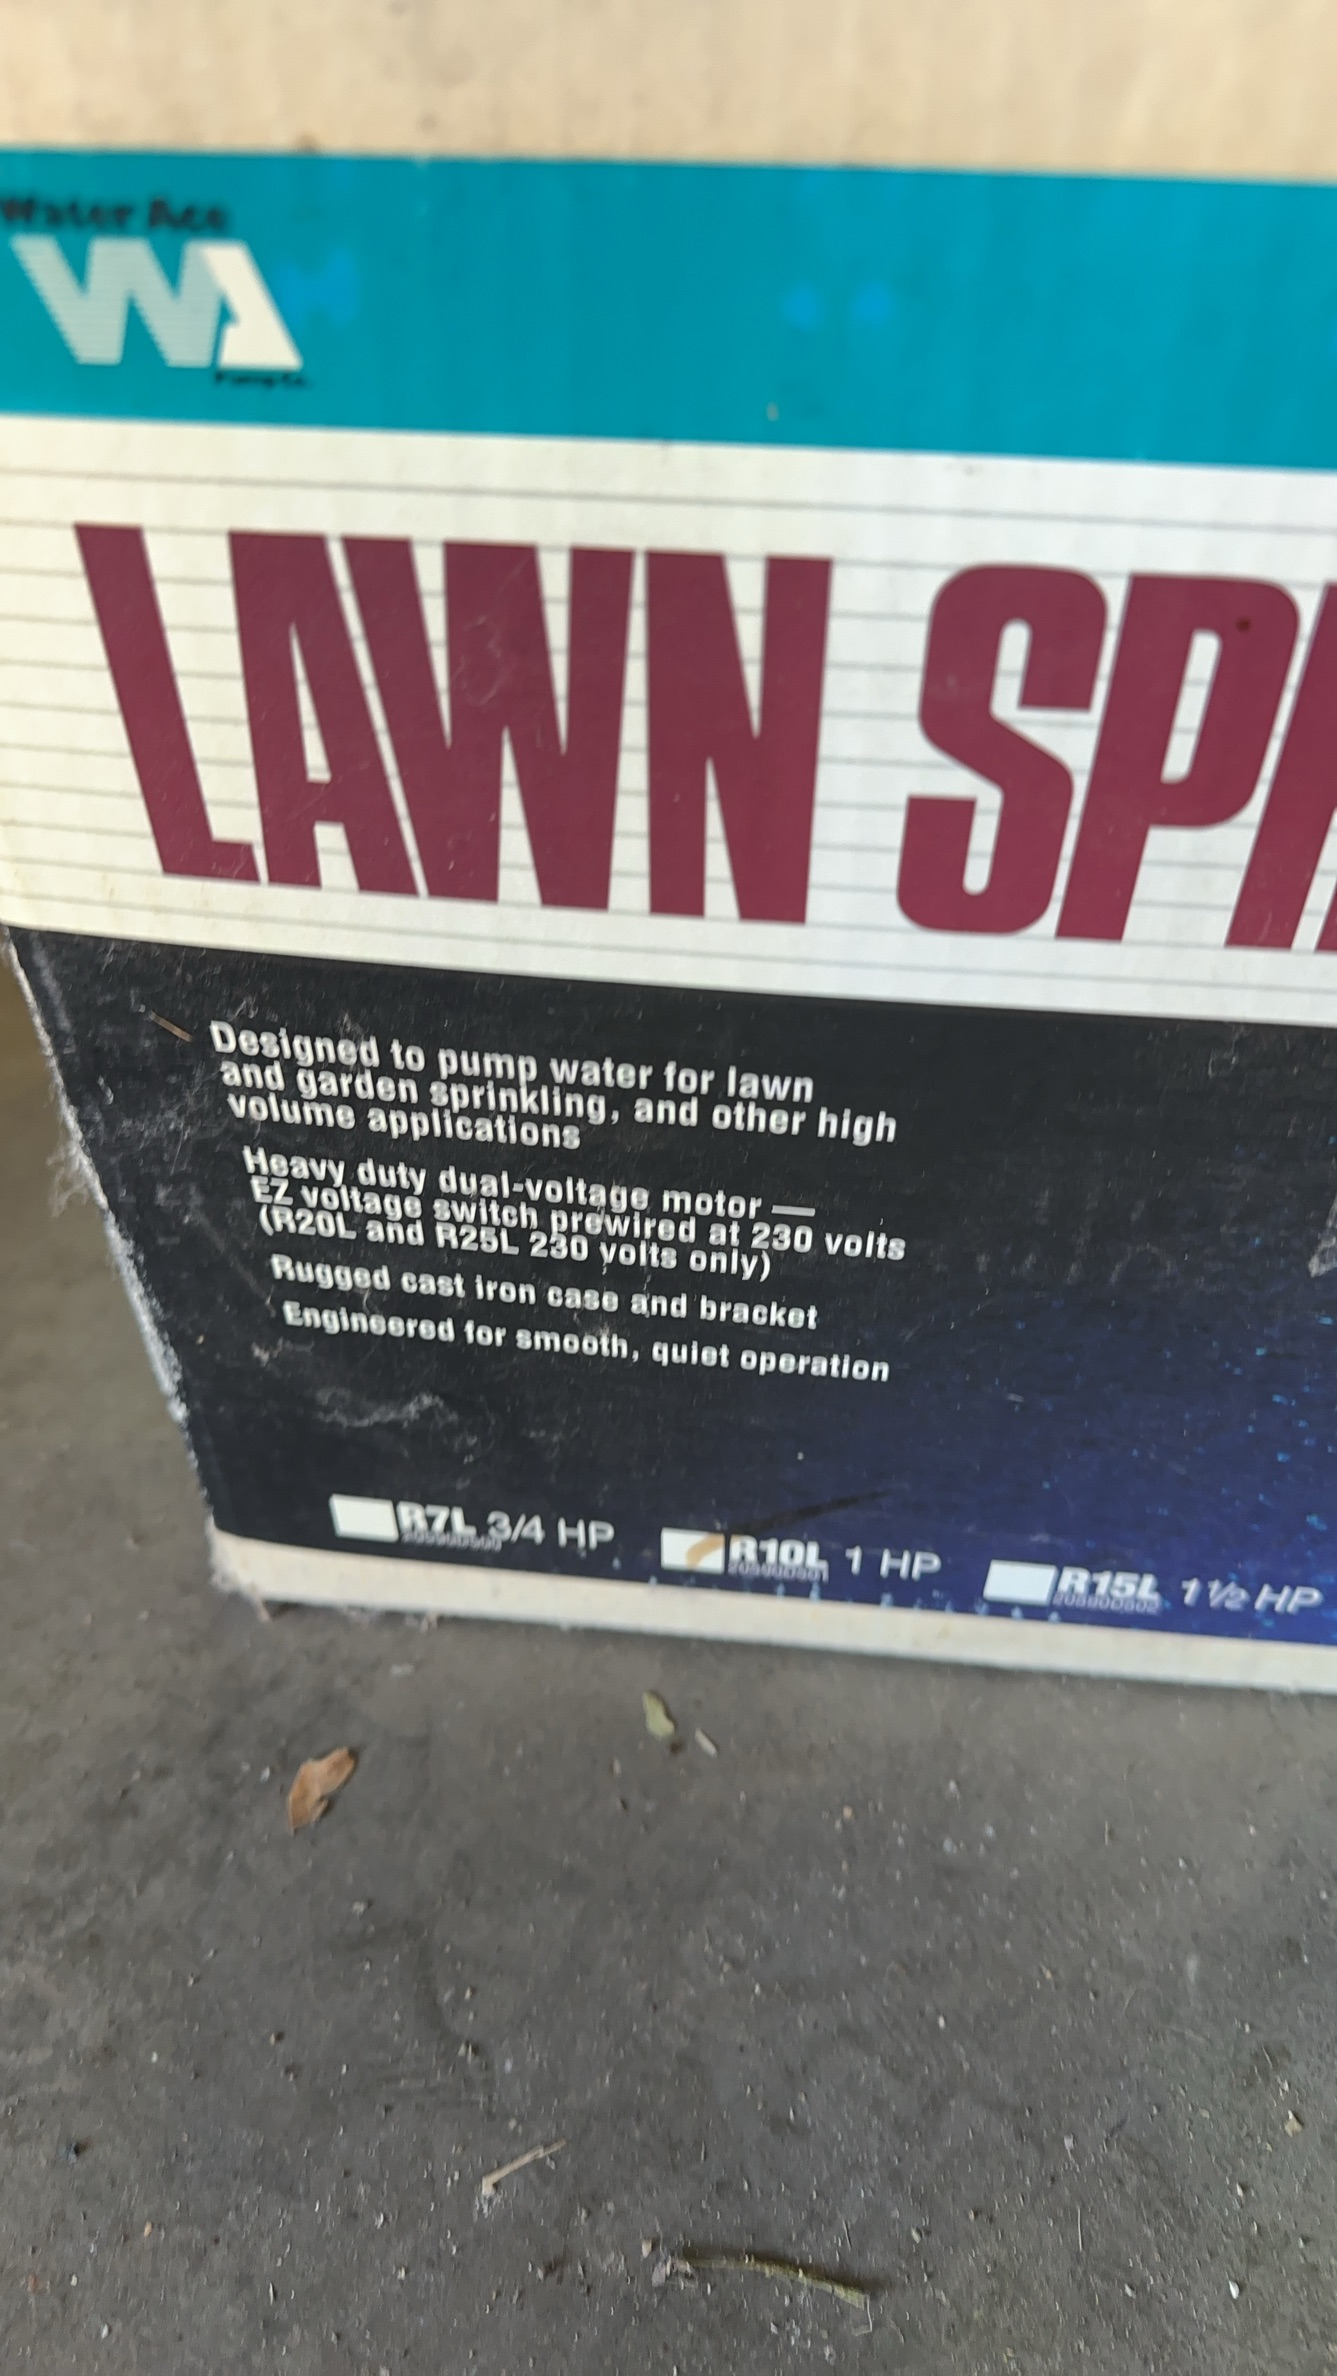 Water Ace
WA
LAWN SP
Designed to pump water for lawn
and garden sprinkling, and other high
volume applications
Heavy duty dual-voltage motor —
EZ voltage switch prewired at 230 volts
(R20L and R25L 230 volts only)
Rugged cast iron case and bracket
Engineered for smooth, quiet operation
R7L 3/4 HP R10L 1 HP R15L 1½ HP